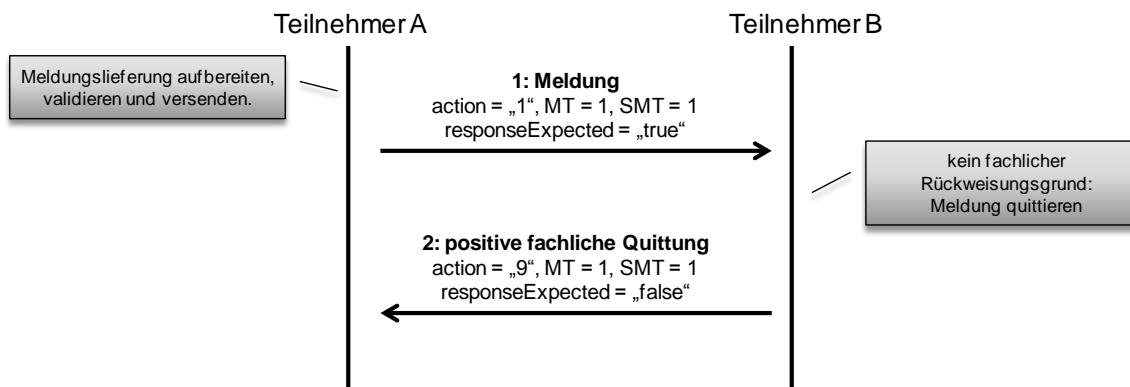 Teilnehmer A
Teilnehmer B
Meldungslieferung aufbereiten,
validieren und versenden.
1: Meldung
action = „1“, MT = 1, SMT = 1
responseExpected = „true“
kein fachlicher
Rückweisungsgrund:
Meldung quittieren
2: positive fachliche Quittung
action = „9“, MT = 1, SMT = 1
responseExpected = „false“